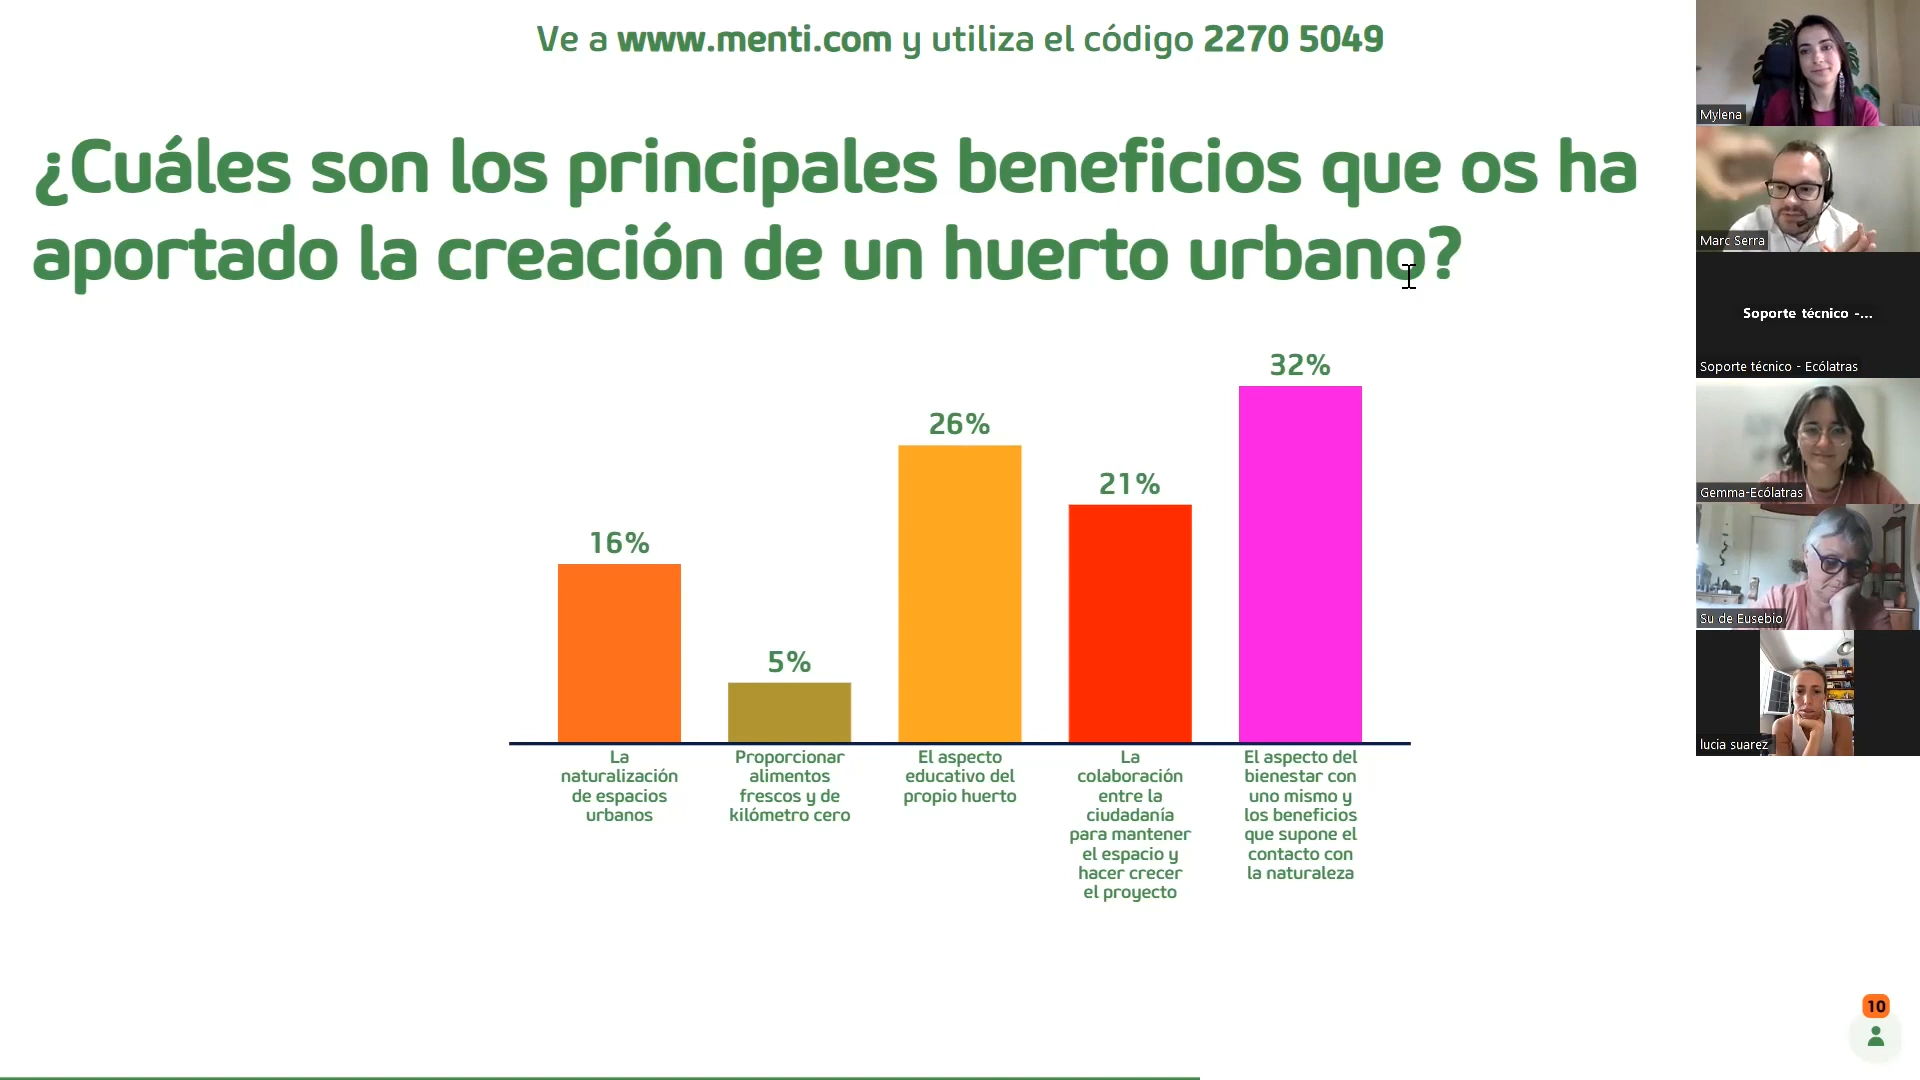 Ve a www.menti.com y utiliza el código 2270 5049
¿Cuáles son los principales beneficios que os ha
aportado la creación de un huerto urbano?
16%
5%
26%
21%
32%
La
naturalización
de espacios
urbanos
Proporcionar
alimentos
frescos y de
kilómetro cero
El aspecto
educativo del
propio huerto
La
colaboración
entre la
ciudadanía
para mantener
el espacio y
hacer crecer
el proyecto
El aspecto del
bienestar con
uno mismo y
los beneficios
que supone el
contacto con
la naturaleza
Mylena
Marc Serra
Soporte técnico -...
Soporte técnico - Ecólatras
Gemma-Ecólatras
Su de Eusebio
lucia suarez
10